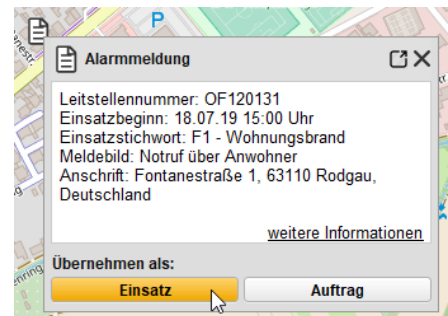 P
Alarmmeldung
Leitstellennummer: OF120131
Einsatzbeginn: 18.07.19 15:00 Uhr
Einsatzstichwort: F1 - Wohnungsbrand
Meldebild: Notruf über Anwohner
Anschrift: Fontanestraße 1, 63110 Rodgau,
Deutschland
weitere Informationen
Übernehmen als:
Einsatz
Auftrag